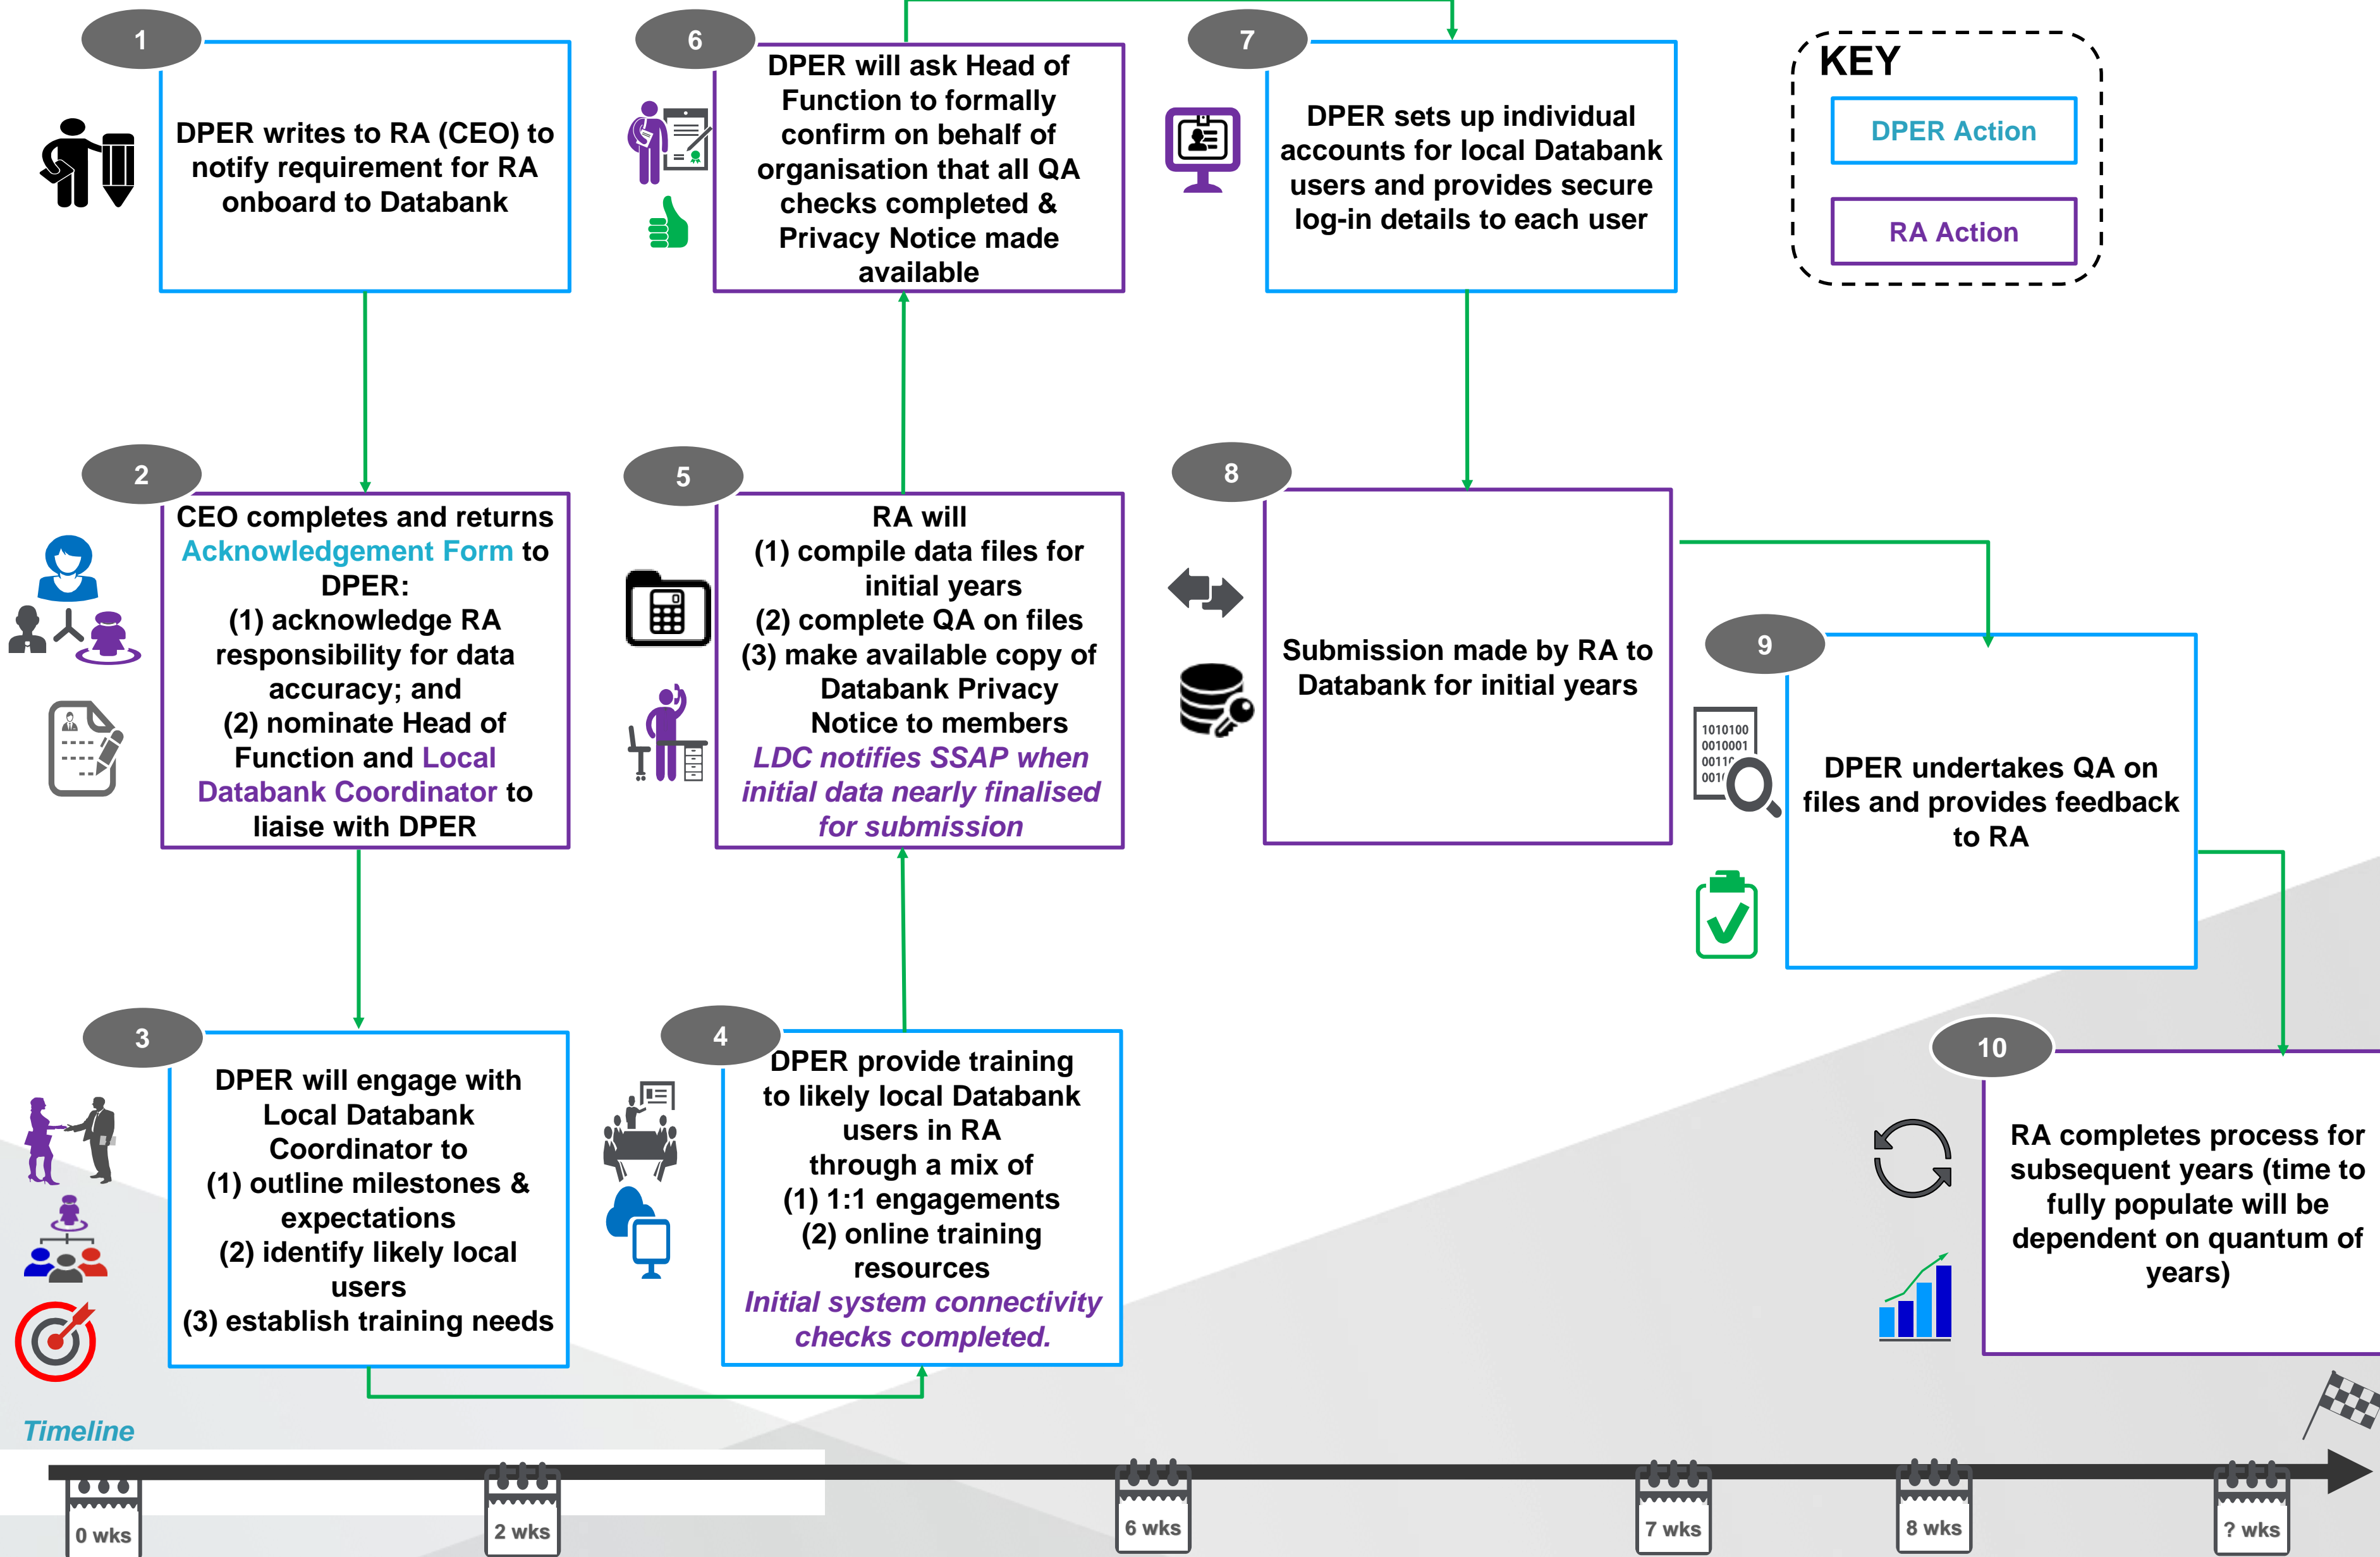 1
DPER writes to RA (CEO) to
notify requirement for RA
onboard to Databank
2
CEO completes and returns
Acknowledgement Form to
DPER:
(1) acknowledge RA
responsibility for data
accuracy; and
(2) nominate Head of
Function and Local
Databank Coordinator to
liaise with DPER
3
DPER will engage with
Local Databank
Coordinator to
(1) outline milestones &
expectations
(2) identify likely local
users
(3) establish training needs
4
DPER provide training
to likely local Databank
users in RA
through a mix of
(1) 1:1 engagements
(2) online training
resources
Initial system connectivity
checks completed.
5
RA will
(1) compile data files for
initial years
(2) complete QA on files
(3) make available copy of
Databank Privacy
Notice to members
LDC notifies SSAP when
initial data nearly finalised
for submission
6
DPER will ask Head of
Function to formally
confirm on behalf of
organisation that all QA
checks completed &
Privacy Notice made
available
7
DPER sets up individual
accounts for local Databank
users and provides secure
log-in details to each user
8
Submission made by RA to
Databank for initial years
9
1010100
0010001
00110
001
DPER undertakes QA on
files and provides feedback
to RA
10
RA completes process for
subsequent years (time to
fully populate will be
dependent on quantum of
years)
KEY
DPER Action
RA Action
Timeline
0 wks
2 wks
6 wks
7 wks
8 wks
? wks